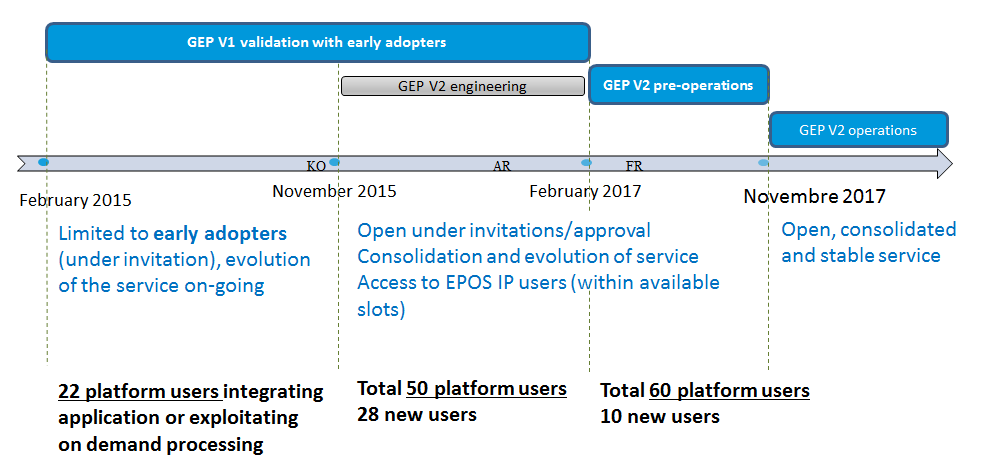 GEP V1 validation with early adopters
GEP V2 engineering
GEP V2 pre-operations
GEP V2 operations
KO
AR
FR
February 2015
November 2015
February 2017
Novembre 2017
Limited to early adopters
(under invitation), evolution
of the service on-going
Open under invitations/approval
Consolidation and evolution of service
Access to EPOS IP users (within available
slots)
Open, consolidated
and stable service
22 platform users integrating
application or exploitating
on demand processing
Total 50 platform users
28 new users
Total 60 platform users
10 new users